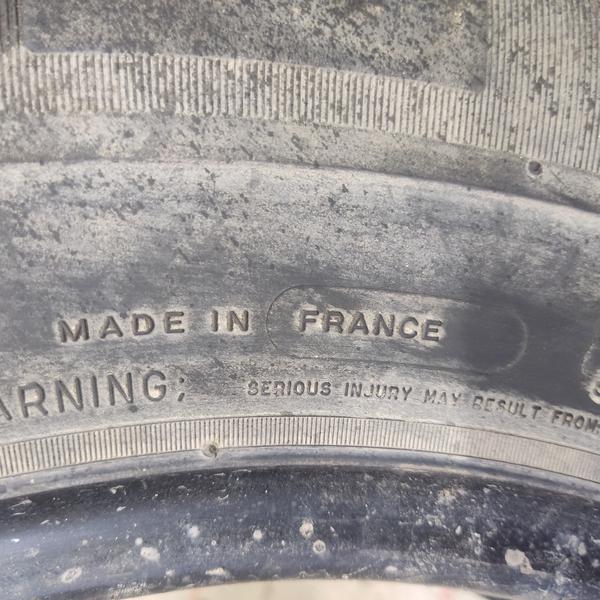 MADE IN FRANCE
ARNING: SERIOUS INJURY MAY RESULT FROM: